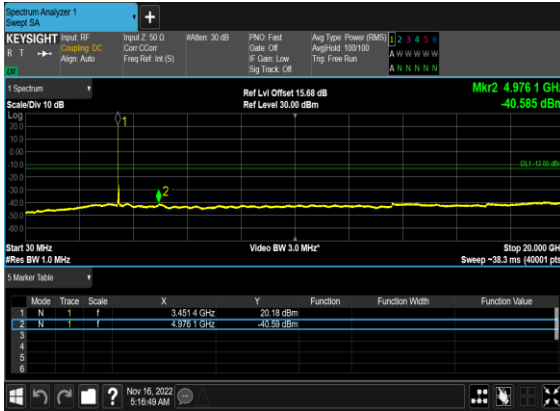 Spectrum Analyzer 1
Swept SA
+
KEYSIGHT Input: RF Input Z: 50 Ω #Atten: 30 dB PNO: Fast Avg Type: Power (RMS) 1 2 3 4 5 6
R T Coupling: DC Corr CCorr Gate: Off Avg|Hold: 100/100 A W W W W W
Align: Auto Freq Ref: Int (S) IF Gain: Low Trig: Free Run
Sig Track: Off A N N N N N
1 Spectrum Ref Lvl Offset 15.68 dB Mkr2 4.976 1 GHz
Scale/Div 10 dB Ref Level 30.00 dBm -40.585 dBm
Log
20.0
10.0
0.00
-10.0
-20.0
-30.0
-40.0
-50.0
-60.0
1
2
DL1 -13.00 dBm
Start 30 MHz Video BW 3.0 MHz* Stop 20.000 GHz
#Res BW 1.0 MHz Sweep ~38.3 ms (40001 pts)
5 Marker Table
Mode Trace Scale X Y Function Function Width Function Value
1 N 1 f 3.451 4 GHz 20.18 dBm
2 N 1 f 4.976 1 GHz -40.59 dBm
3
4
5
6
? Nov 16, 2022
5:16:49 AM